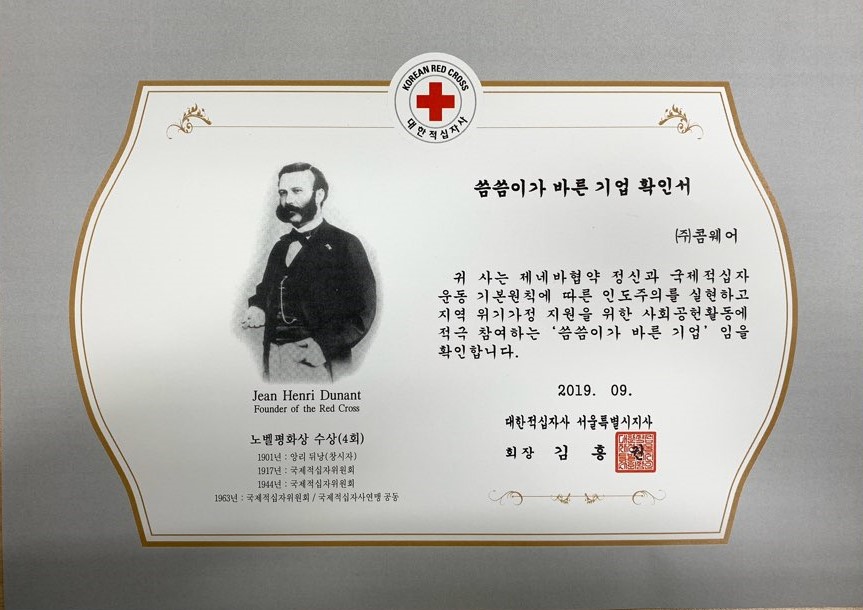 KOREAN RED CROSS
대한적십자사
씀씀이가 바른 기업 확인서
㈜콤웨어
귀 사는 제네바협약 정신과 국제적십자
운동 기본원칙에 따른 인도주의를 실현하고
지역 위기가정 지원을 위한 사회공헌활동에
적극 참여하는 ‘씀씀이가 바른 기업’ 임을
확인합니다.
2019. 09.
대한적십자사 서울특별시지사
회장 김 흥 권
Jean Henri Dunant
Founder of the Red Cross
노벨평화상 수상(4회)
1901년 : 앙리 뒤낭(창시자)
1917년 : 국제적십자위원회
1944년 : 국제적십자위원회
1963년 : 국제적십자위원회 / 국제적십자사연맹 공동